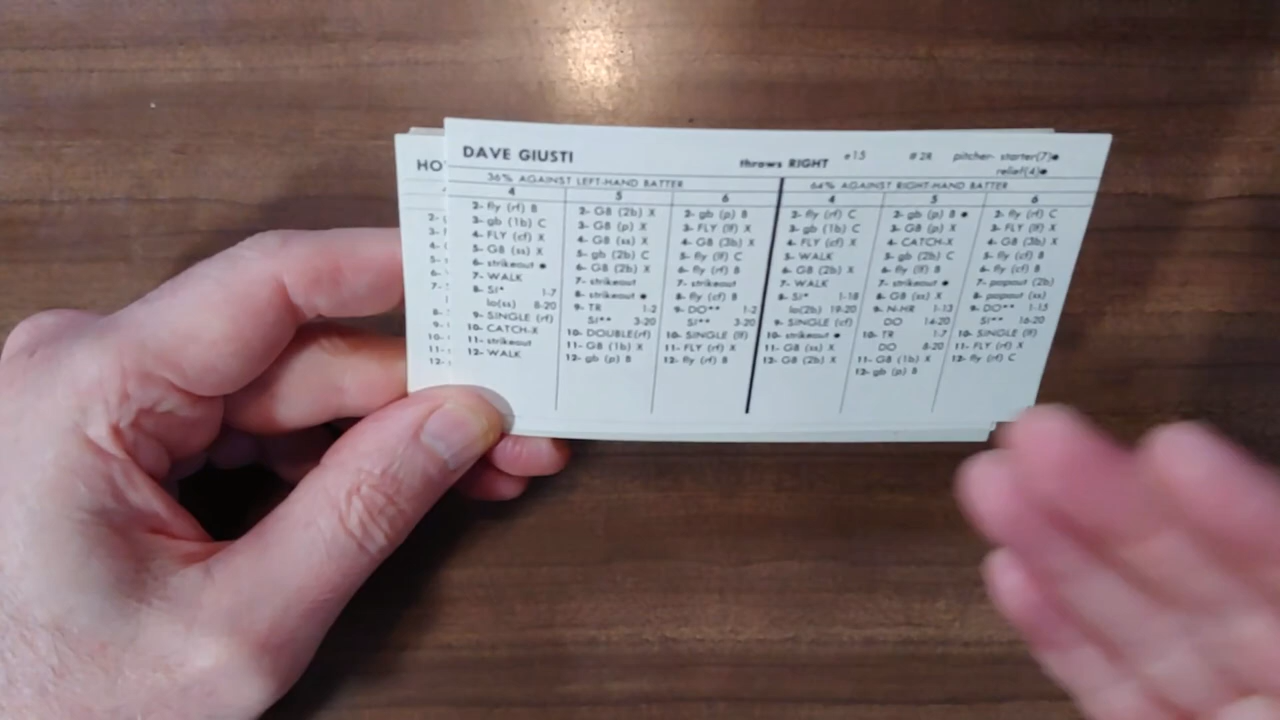 HO
DAVE GIUSTI
throws RIGHT e15 #2R pitcher- starter(7)●
relief(4)●
36% AGAINST LEFT-HAND BATTER
4
2- fly (rf) B
3- gb (1b) C
4- FLY (cf) X
5- GB (ss) X
6- strikeout ●
7- WALK
8- SI* 1-7
lo(ss) 8-20
9- SINGLE (rf)
10- CATCH-X
11- strikeout
12- WALK
5
2- GB (2b) X
3- GB (p) X
4- GB (ss) X
5- gb (2b) C
6- GB (2b) X
7- strikeout
8- strikeout ●
9- TR 1-2
SI** 3-20
10- DOUBLE(rf)
11- GB (1b) X
12- gb (p) B
6
2- gb (p) B
3- FLY (lf) X
4- GB (3b) X
5- fly (lf) C
6- fly (rf) B
7- strikeout
8- fly (cf) B
9- DO** 1-2
SI** 3-20
10- SINGLE (lf)
11- FLY (rf) X
12- fly (rf) B
64% AGAINST RIGHT-HAND BATTER
4
2- fly (rf) C
3- gb (1b) C
4- FLY (cf) X
5- WALK
6- GB (2b) X
7- WALK
8- SI* 1-18
lo(2b) 19-20
9- SINGLE (cf)
10- strikeout ●
11- GB (ss) X
12- GB (2b) X
5
2- gb (p) B ●
3- GB (p) X
4- CATCH-X
5- gb (2b) C
6- fly (lf) B
7- strikeout ●
8- GB (ss) X
9- N-HR 1-13
DO 14-20
10- TR 1-7
DO 8-20
11- GB (1b) X
12- gb (p) B
6
2- fly (rf) C
3- FLY (lf) X
4- GB (3b) X
5- fly (cf) B
6- fly (cf) B
7- popout (2b)
8- popout (ss)
9- DO** 1-15
SI** 16-20
10- SINGLE (lf)
11- FLY (rf) X
12- fly (rf) C